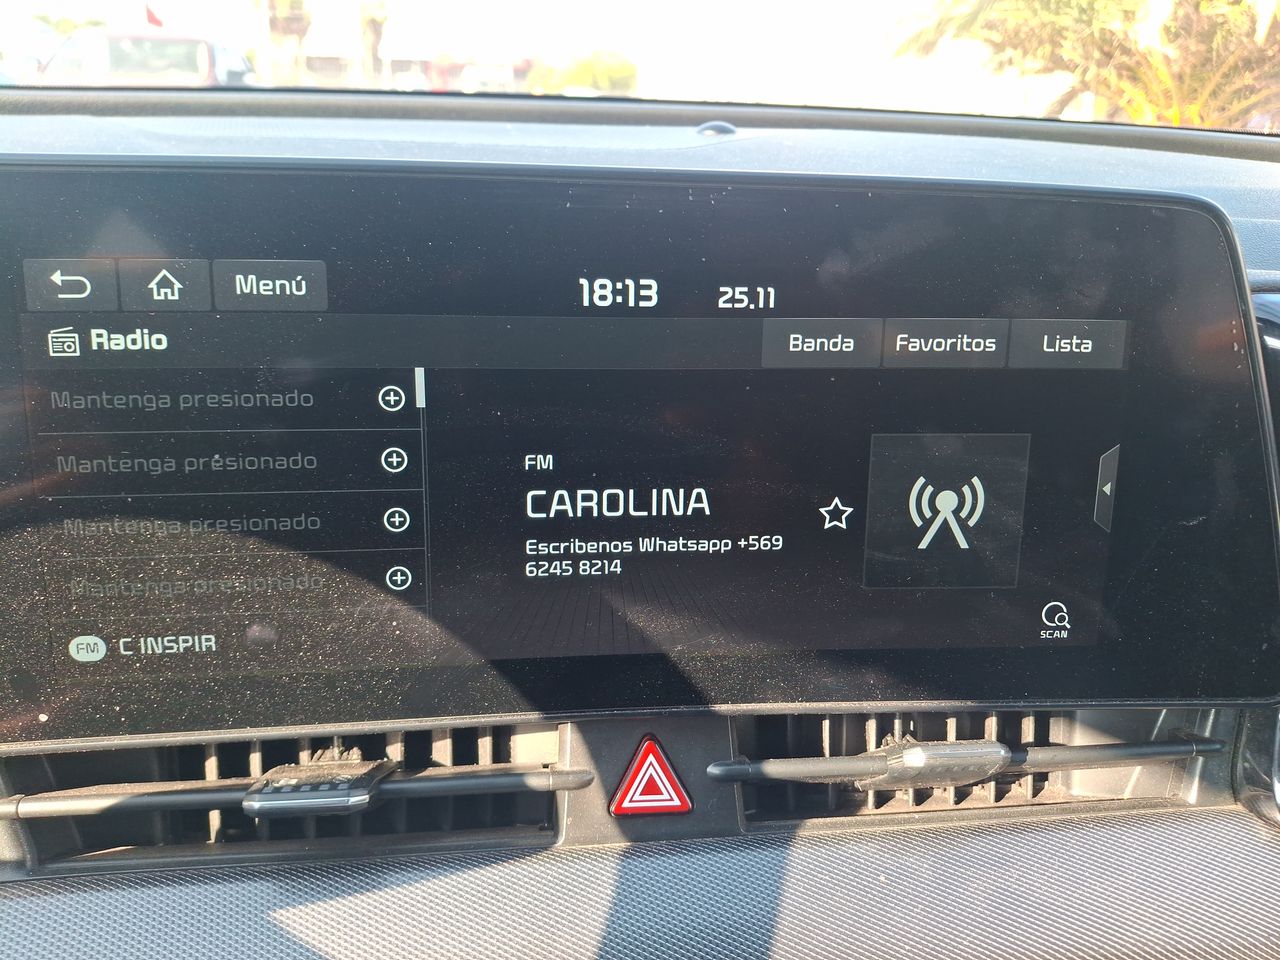 Menú
18:13
25.11
Radio
Banda
Favoritos
Lista
Mantenga presionado
Mantenga presionado
Mantenga presionado
Mantenga presionado
FM C INSPIR
FM
CAROLINA
Escribenos Whatsapp +569
6245 8214
SCAN